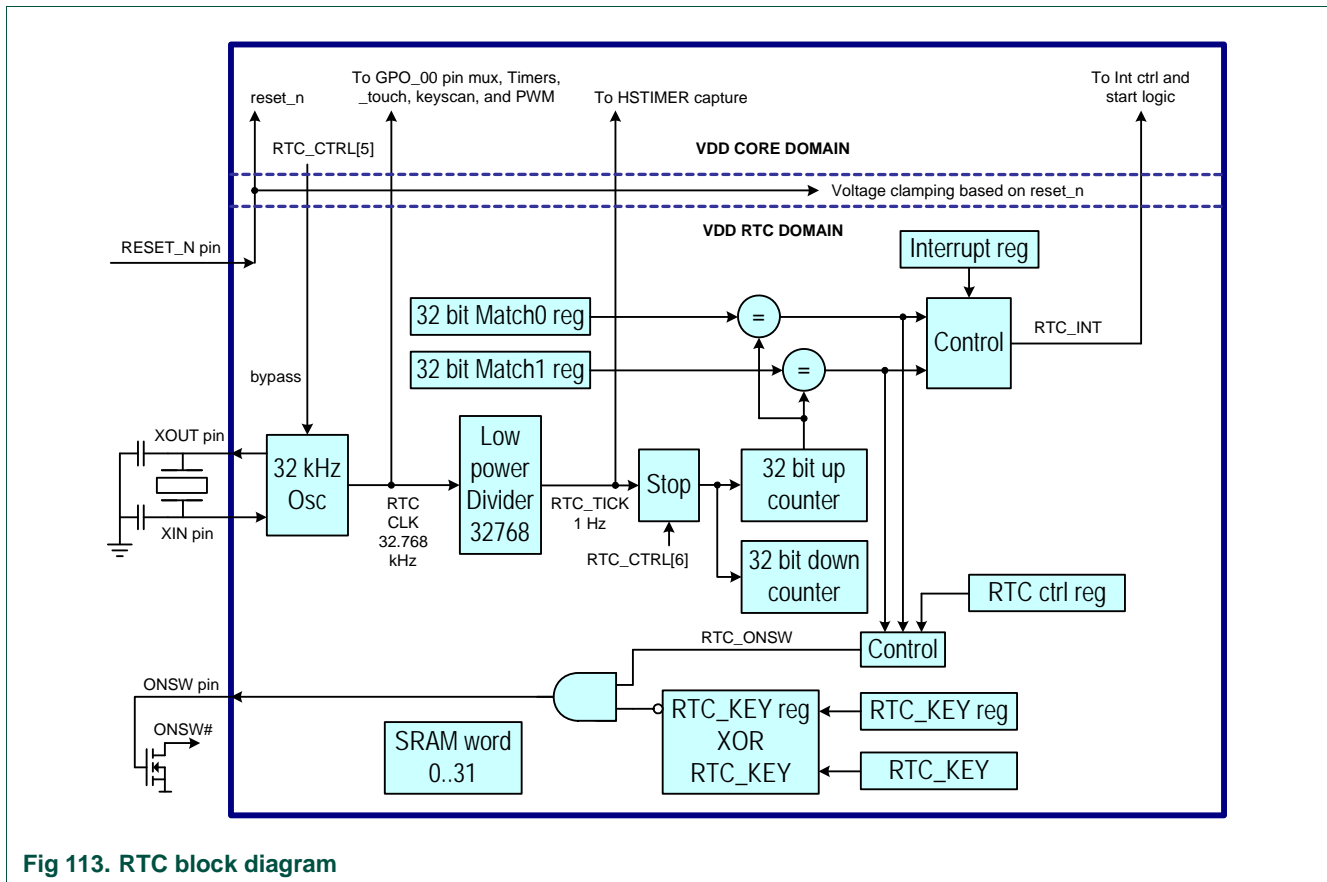 To GPO_00 pin mux, Timers,
_touch, keyscan, and PWM
To Int ctrl and
start logic
reset_n
To HSTIMER capture
RTC_CTRL[5]
VDD CORE DOMAIN
Voltage clamping based on reset_n
VDD RTC DOMAIN
RESET_N pin
Interrupt reg
32 bit Match0 reg
=
Control
RTC_INT
32 bit Match1 reg
=
bypass
XOUT pin
32 kHz
Osc
Low
power
Divider
32768
Stop
32 bit up
counter
RTC
CLK
32.768
kHz
RTC_TICK
1 Hz
XIN pin
RTC_CTRL[6]
32 bit down
counter
RTC ctrl reg
RTC_ONSW
Control
ONSW pin
ONSW#
SRAM word
0..31
RTC_KEY reg
XOR
RTC_KEY
RTC_KEY reg
RTC_KEY
Fig 113. RTC block diagram